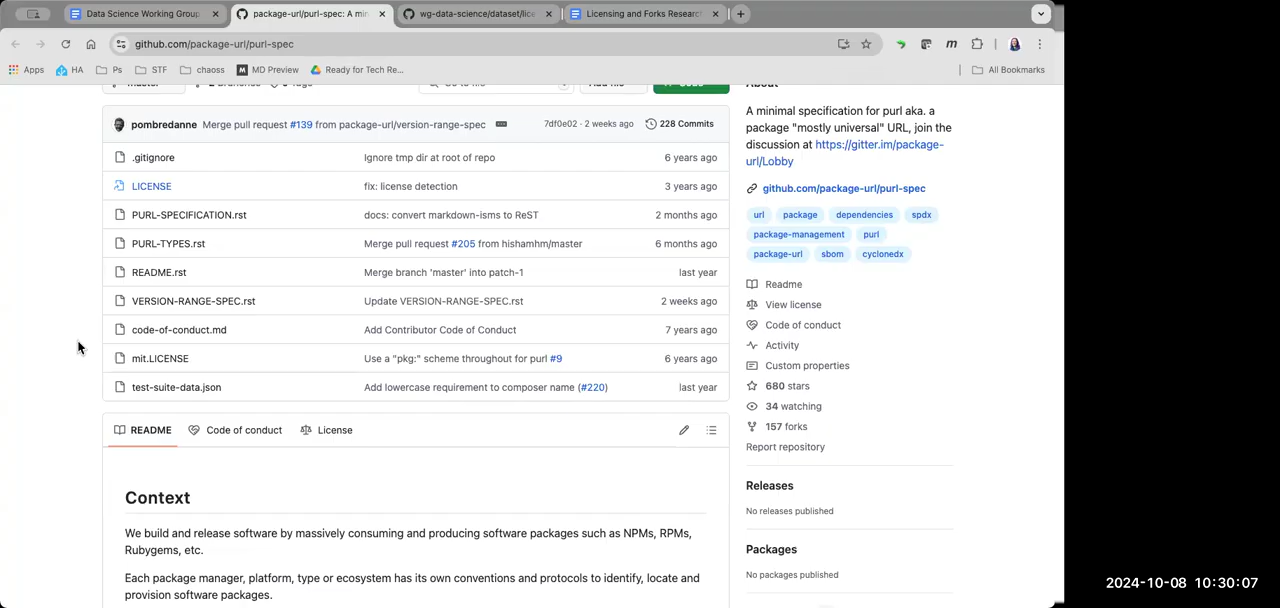 Data Science Working Group
package-url/purl-spec: A min
wg-data-science/dataset/lice
Licensing and Forks Researc
github.com/package-url/purl-spec
Apps
HA
Ps
STF
chaoss
MD Preview
Ready for Tech Re...
All Bookmarks
About
pombredanne Merge pull request #139 from package-url/version-range-spec 7df0e02 · 2 weeks ago 228 Commits
.gitignore Ignore tmp dir at root of repo 6 years ago
LICENSE fix: license detection 3 years ago
PURL-SPECIFICATION.rst docs: convert markdown-isms to ReST 2 months ago
PURL-TYPES.rst Merge pull request #205 from hishamhm/master 6 months ago
README.rst Merge branch 'master' into patch-1 last year
VERSION-RANGE-SPEC.rst Update VERSION-RANGE-SPEC.rst 2 weeks ago
code-of-conduct.md Add Contributor Code of Conduct 7 years ago
mit.LICENSE Use a "pkg:" scheme throughout for purl #9 6 years ago
test-suite-data.json Add lowercase requirement to composer name (#220) last year
README Code of conduct License
Context
We build and release software by massively consuming and producing software packages such as NPMs, RPMs,
Rubygems, etc.
Each package manager, platform, type or ecosystem has its own conventions and protocols to identify, locate and
provision software packages.
A minimal specification for purl aka. a
package "mostly universal" URL, join the
discussion at https://gitter.im/package-
url/Lobby
github.com/package-url/purl-spec
url package dependencies spdx
package-management purl
package-url sbom cyclonedx
Readme
View license
Code of conduct
Activity
Custom properties
680 stars
34 watching
157 forks
Report repository
Releases
No releases published
Packages
No packages published
2024-10-08 10:30:07